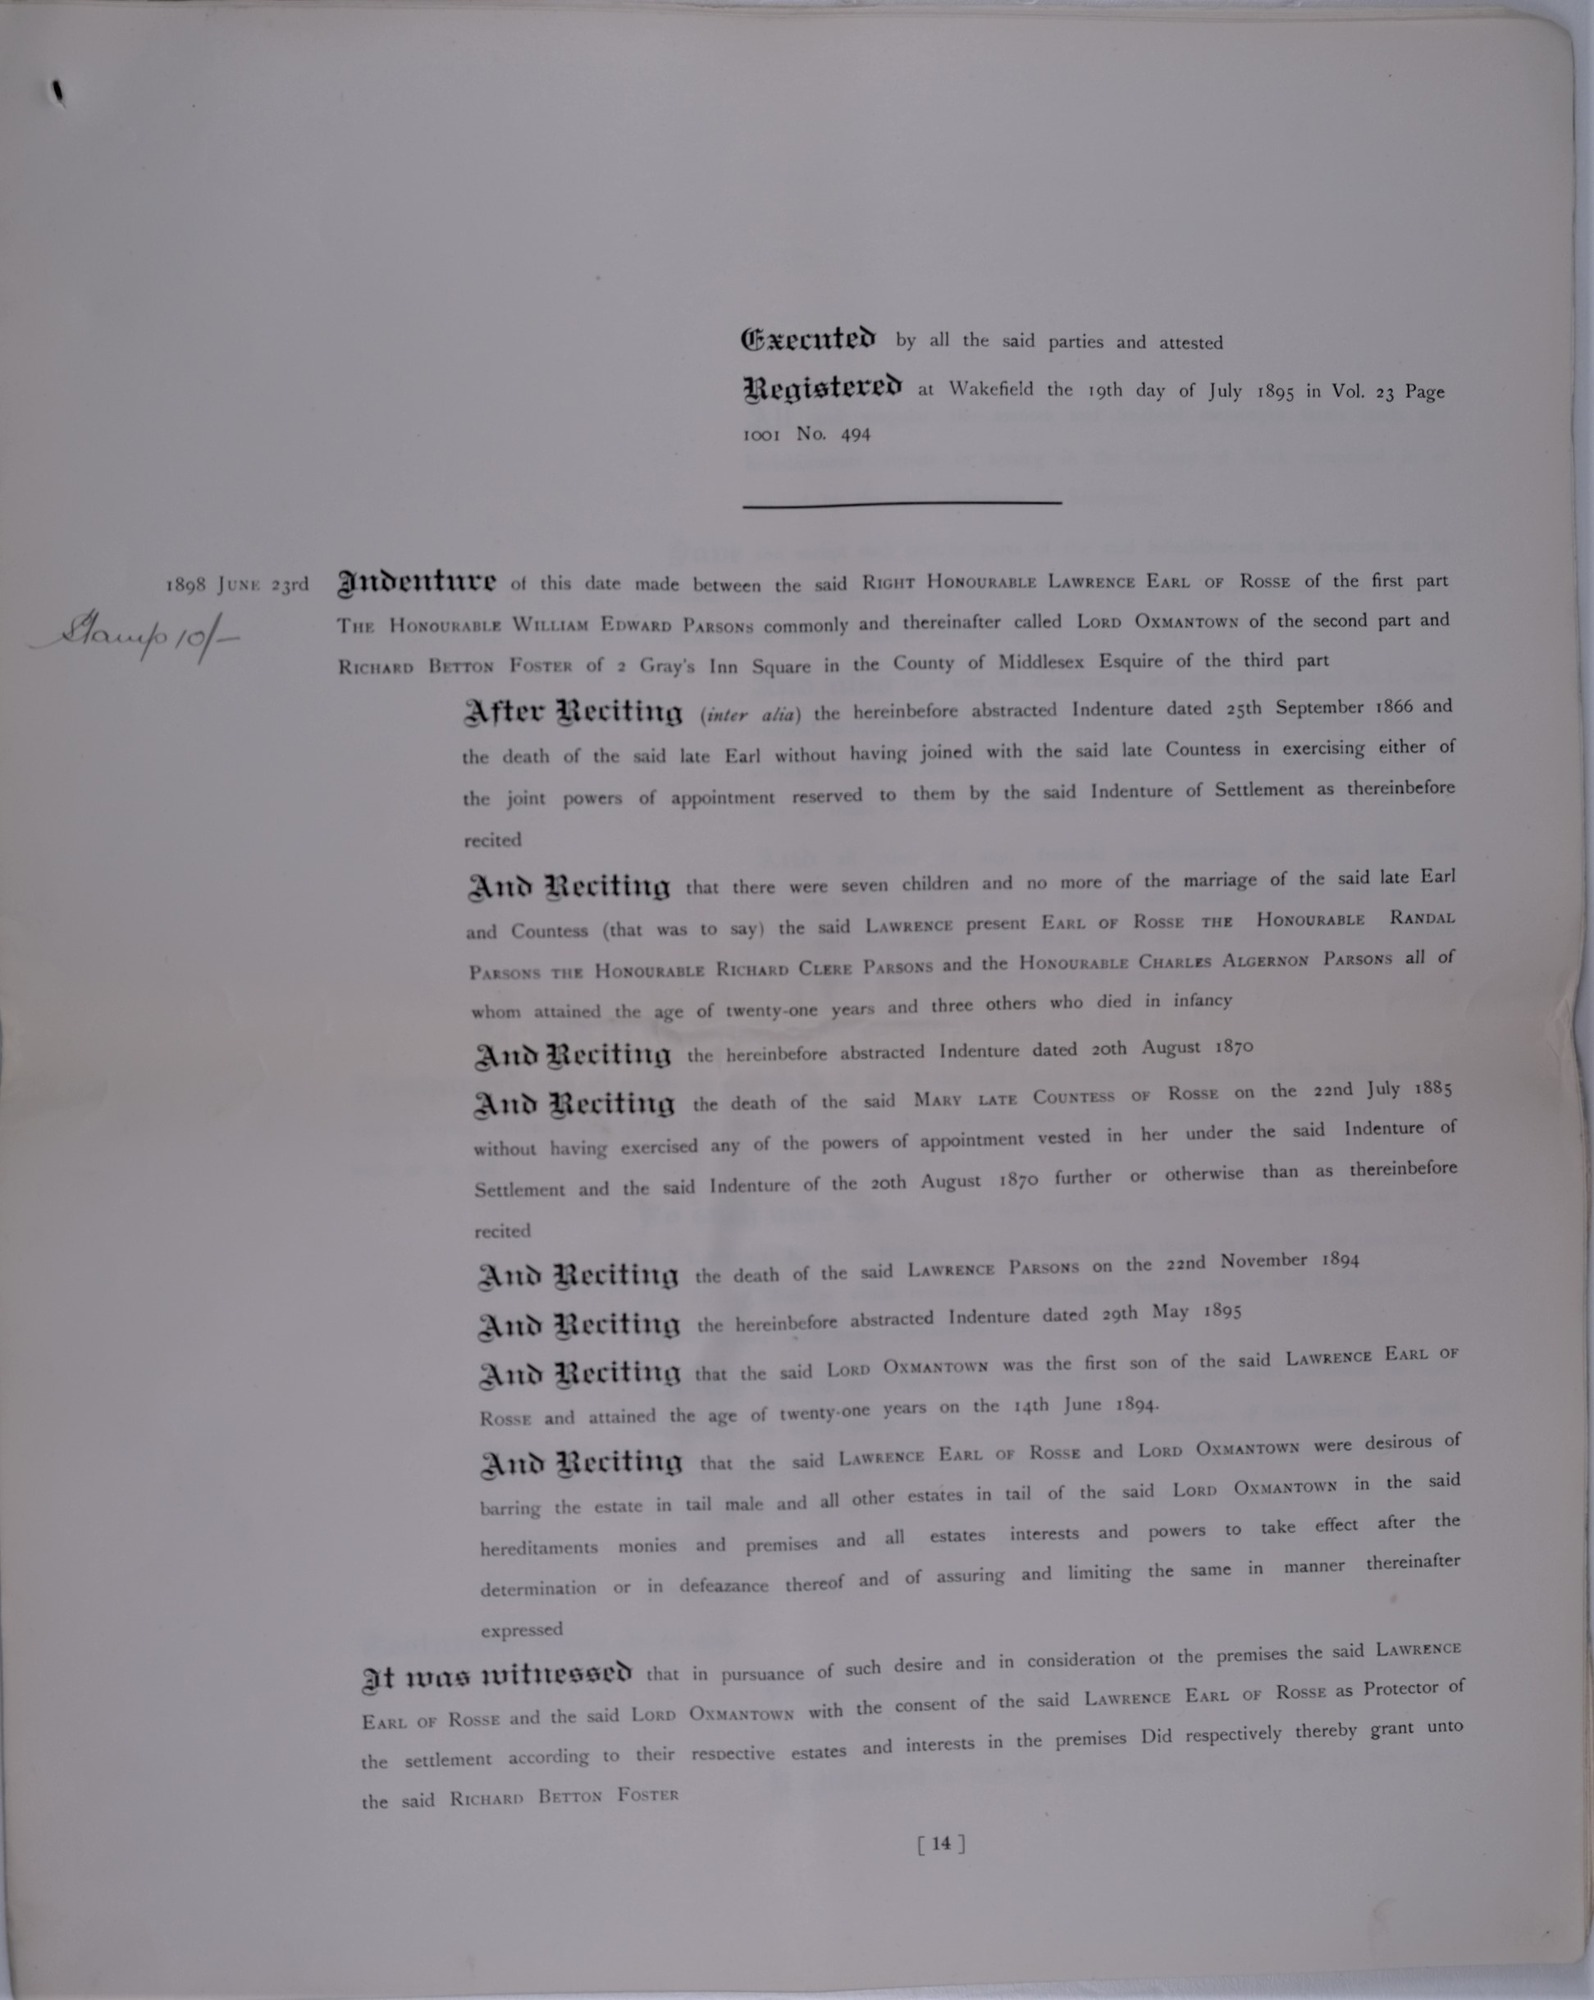 Executed by all the said parties and attested
Registered at Wakefield the 19th day of July 1895 in Vol. 23 Page
1001 No. 494
1898 JUNE 23rd Indenture of this date made between the said RIGHT HONOURABLE LAWRENCE EARL OF ROSSE of the first part
Stamp 10/-
THE HONOURABLE WILLIAM EDWARD PARSONS commonly and thereinafter called LORD OXMANTOWN of the second part and
RICHARD BETTON FOSTER of 2 Gray's Inn Square in the County of Middlesex Esquire of the third part
After Reciting (inter alia) the hereinbefore abstracted Indenture dated 25th September 1866 and
the death of the said late Earl without having joined with the said late Countess in exercising either of
the joint powers of appointment reserved to them by the said Indenture of Settlement as thereinbefore
recited
And Reciting that there were seven children and no more of the marriage of the said late Earl
and Countess (that was to say) the said LAWRENCE present EARL OF ROSSE THE HONOURABLE RANDAL
PARSONS THE HONOURABLE RICHARD CLERE PARSONS and the HONOURABLE CHARLES ALGERNON PARSONS all of
whom attained the age of twenty-one years and three others who died in infancy
And Reciting the hereinbefore abstracted Indenture dated 20th August 1870
And Reciting the death of the said MARY LATE COUNTESS OF ROSSE on the 22nd July 1885
without having exercised any of the powers of appointment vested in her under the said Indenture of
Settlement and the said Indenture of the 20th August 1870 further or otherwise than as thereinbefore
recited
And Reciting the death of the said LAWRENCE PARSONS on the 22nd November 1894
And Reciting the hereinbefore abstracted Indenture dated 29th May 1895
And Reciting that the said LORD OXMANTOWN was the first son of the said LAWRENCE EARL OF
ROSSE and attained the age of twenty-one years on the 14th June 1894.
And Reciting that the said LAWRENCE EARL OF ROSSE and LORD OXMANTOWN were desirous of
barring the estate in tail male and all other estates in tail of the said LORD OXMANTOWN in the said
hereditaments monies and premises and all estates interests and powers to take effect after the
determination or in defeazance thereof and of assuring and limiting the same in manner thereinafter
expressed
It was witnessed that in pursuance of such desire and in consideration of the premises the said LAWRENCE
EARL OF ROSSE and the said LORD OXMANTOWN with the consent of the said LAWRENCE EARL OF ROSSE as Protector of
the settlement according to their respective estates and interests in the premises Did respectively thereby grant unto
the said RICHARD BETTON FOSTER
[ 14 ]